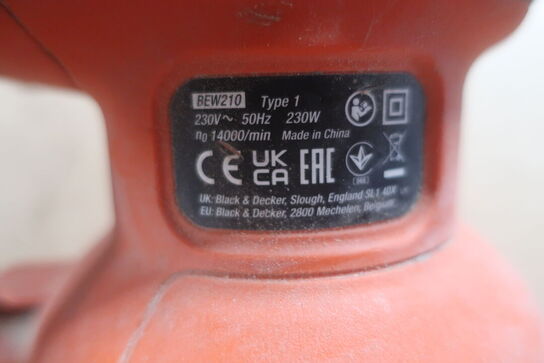 BEW210 Type 1
230V~ 50Hz 230W
n₀ 14000/min Made in China
CE UK CA EAC
UK: Black & Decker, Slough, England SL1 4DX
EU: Black & Decker, 2800 Mechelen, Belgium